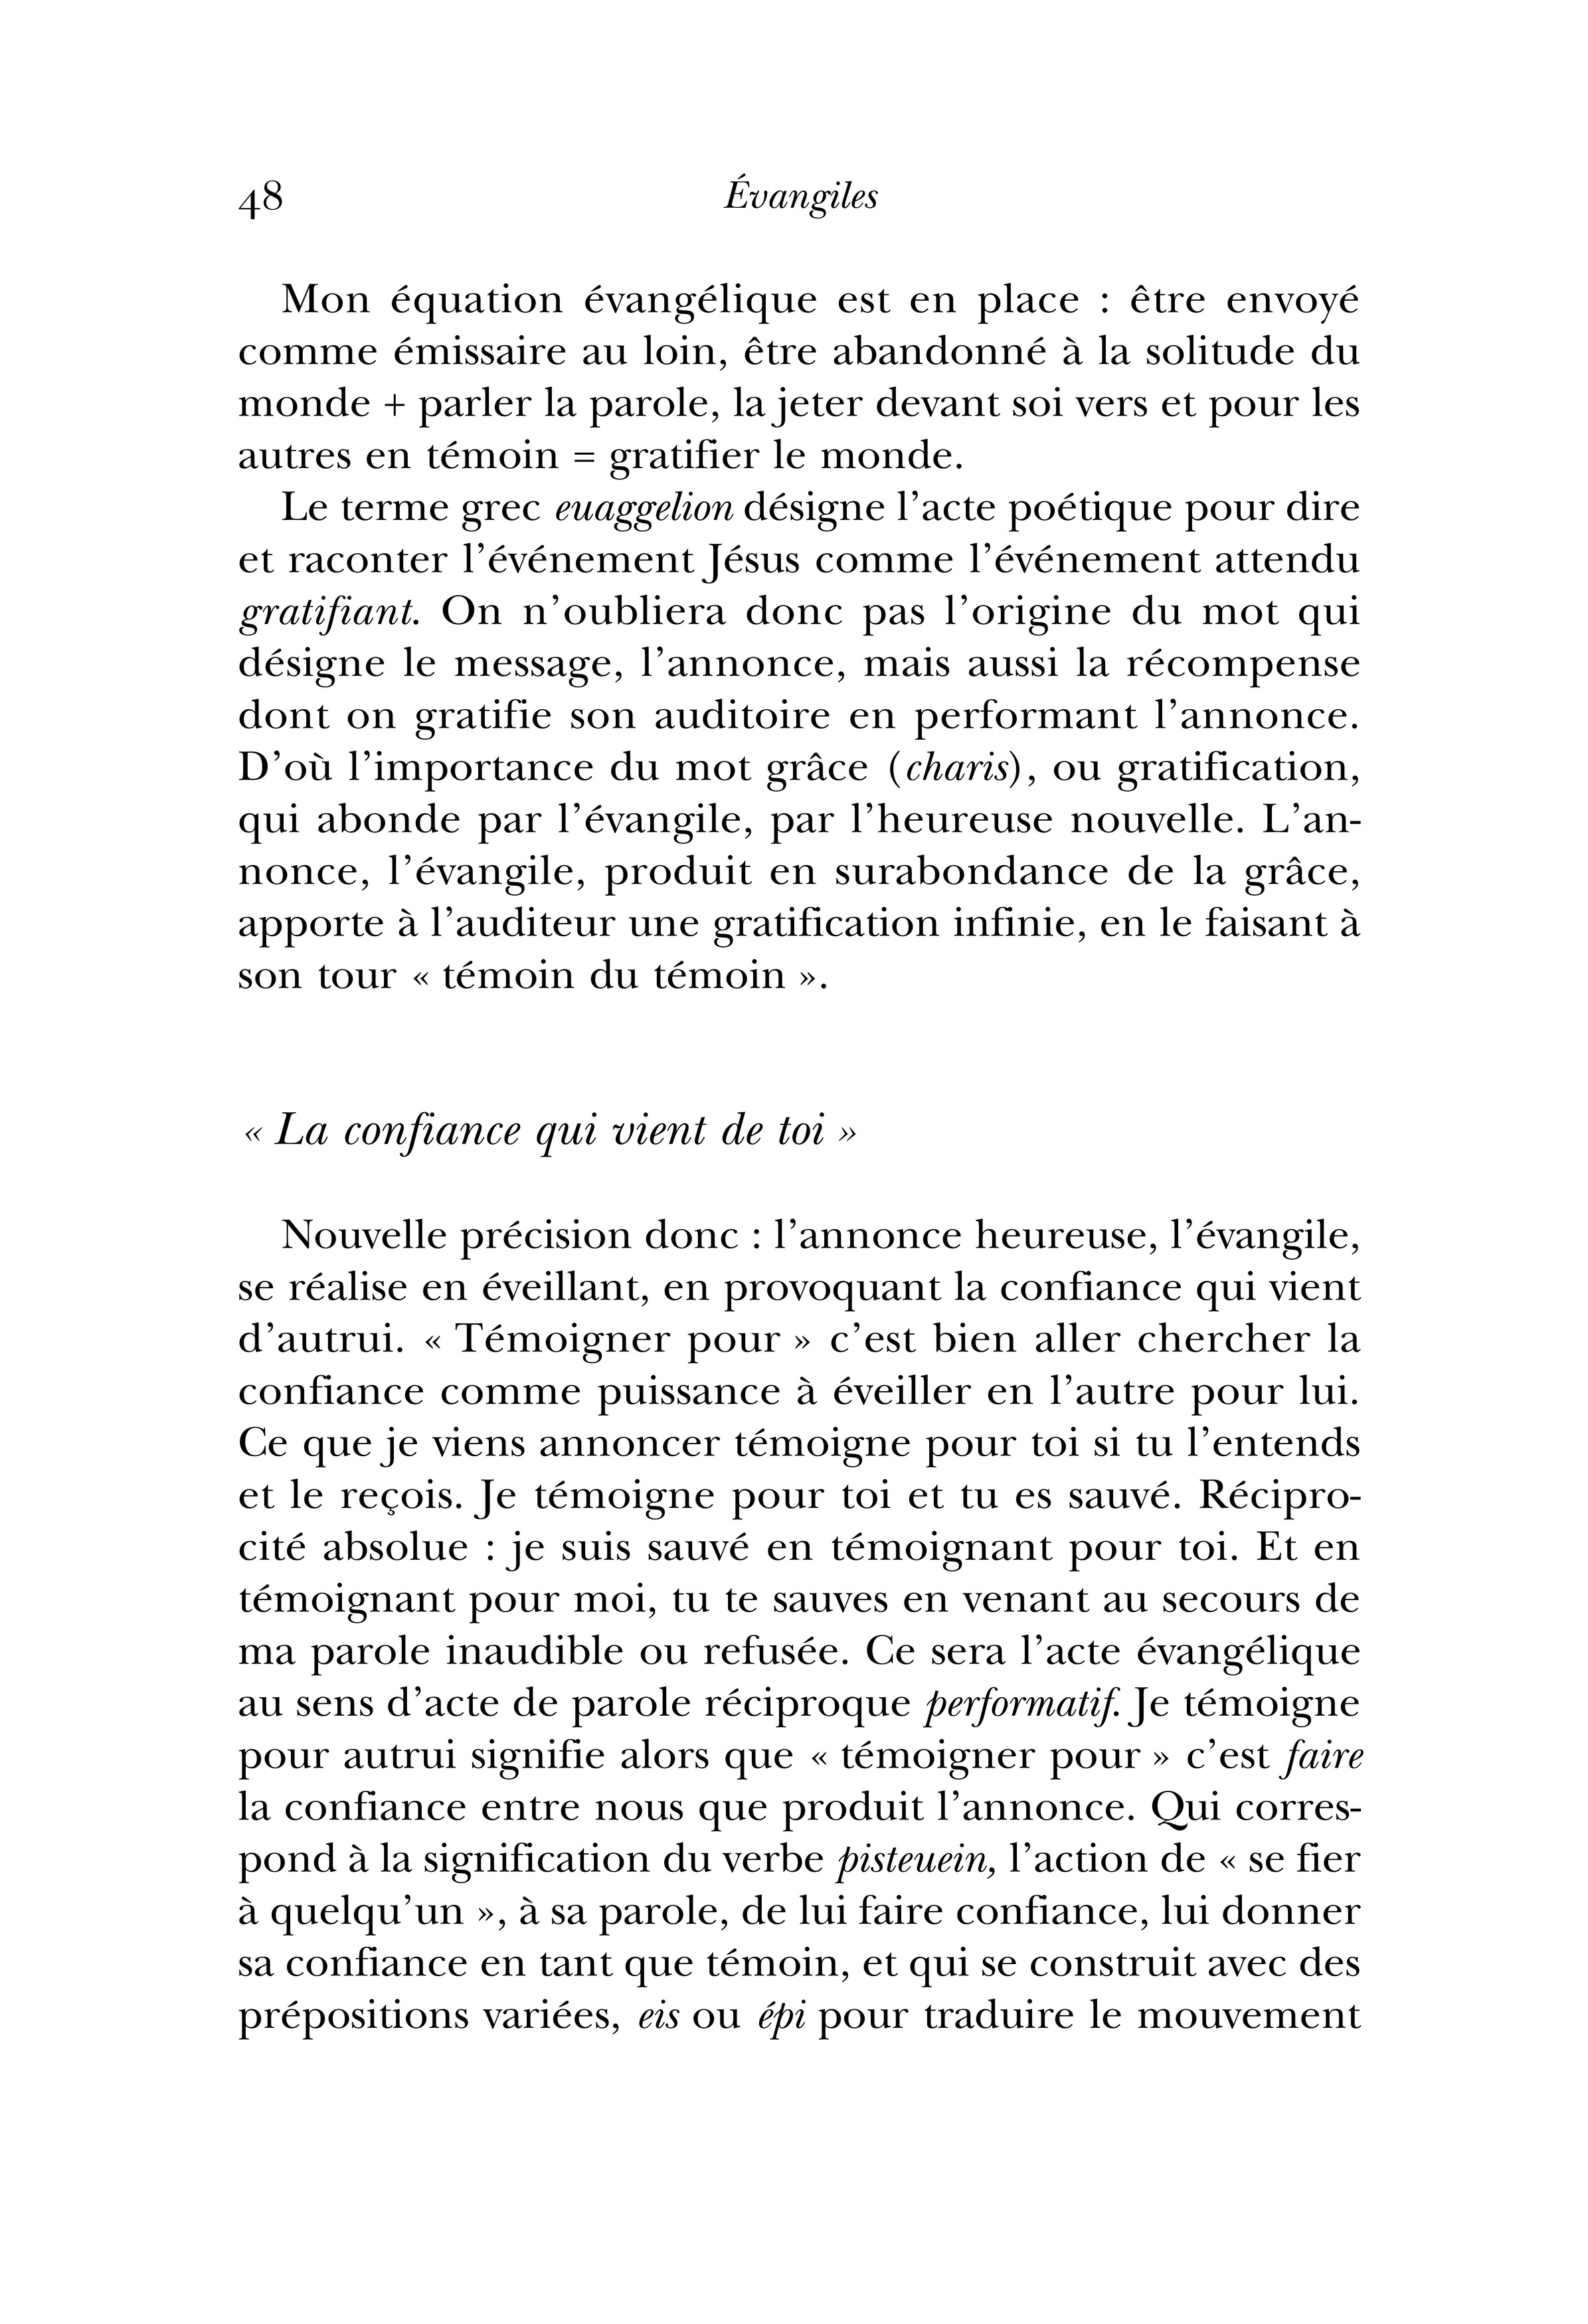 48 Évangiles
Mon équation évangélique est en place : être envoyé
comme émissaire au loin, être abandonné à la solitude du
monde + parler la parole, la jeter devant soi vers et pour les
autres en témoin = gratifier le monde.
Le terme grec euaggelion désigne l’acte poétique pour dire
et raconter l’événement Jésus comme l’événement attendu
gratifiant. On n’oubliera donc pas l’origine du mot qui
désigne le message, l’annonce, mais aussi la récompense
dont on gratifie son auditoire en performant l’annonce.
D’où l’importance du mot grâce (charis), ou gratification,
qui abonde par l’évangile, par l’heureuse nouvelle. L’an-
nonce, l’évangile, produit en surabondance de la grâce,
apporte à l’auditeur une gratification infinie, en le faisant à
son tour « témoin du témoin ».
« La confiance qui vient de toi »
Nouvelle précision donc : l’annonce heureuse, l’évangile,
se réalise en éveillant, en provoquant la confiance qui vient
d’autrui. « Témoigner pour » c’est bien aller chercher la
confiance comme puissance à éveiller en l’autre pour lui.
Ce que je viens annoncer témoigne pour toi si tu l’entends
et le reçois. Je témoigne pour toi et tu es sauvé. Récipro-
cité absolue : je suis sauvé en témoignant pour toi. Et en
témoignant pour moi, tu te sauves en venant au secours de
ma parole inaudible ou refusée. Ce sera l’acte évangélique
au sens d’acte de parole réciproque performatif. Je témoigne
pour autrui signifie alors que « témoigner pour » c’est faire
la confiance entre nous que produit l’annonce. Qui corres-
pond à la signification du verbe pisteuein, l’action de « se fier
à quelqu’un », à sa parole, de lui faire confiance, lui donner
sa confiance en tant que témoin, et qui se construit avec des
prépositions variées, eis ou épi pour traduire le mouvement